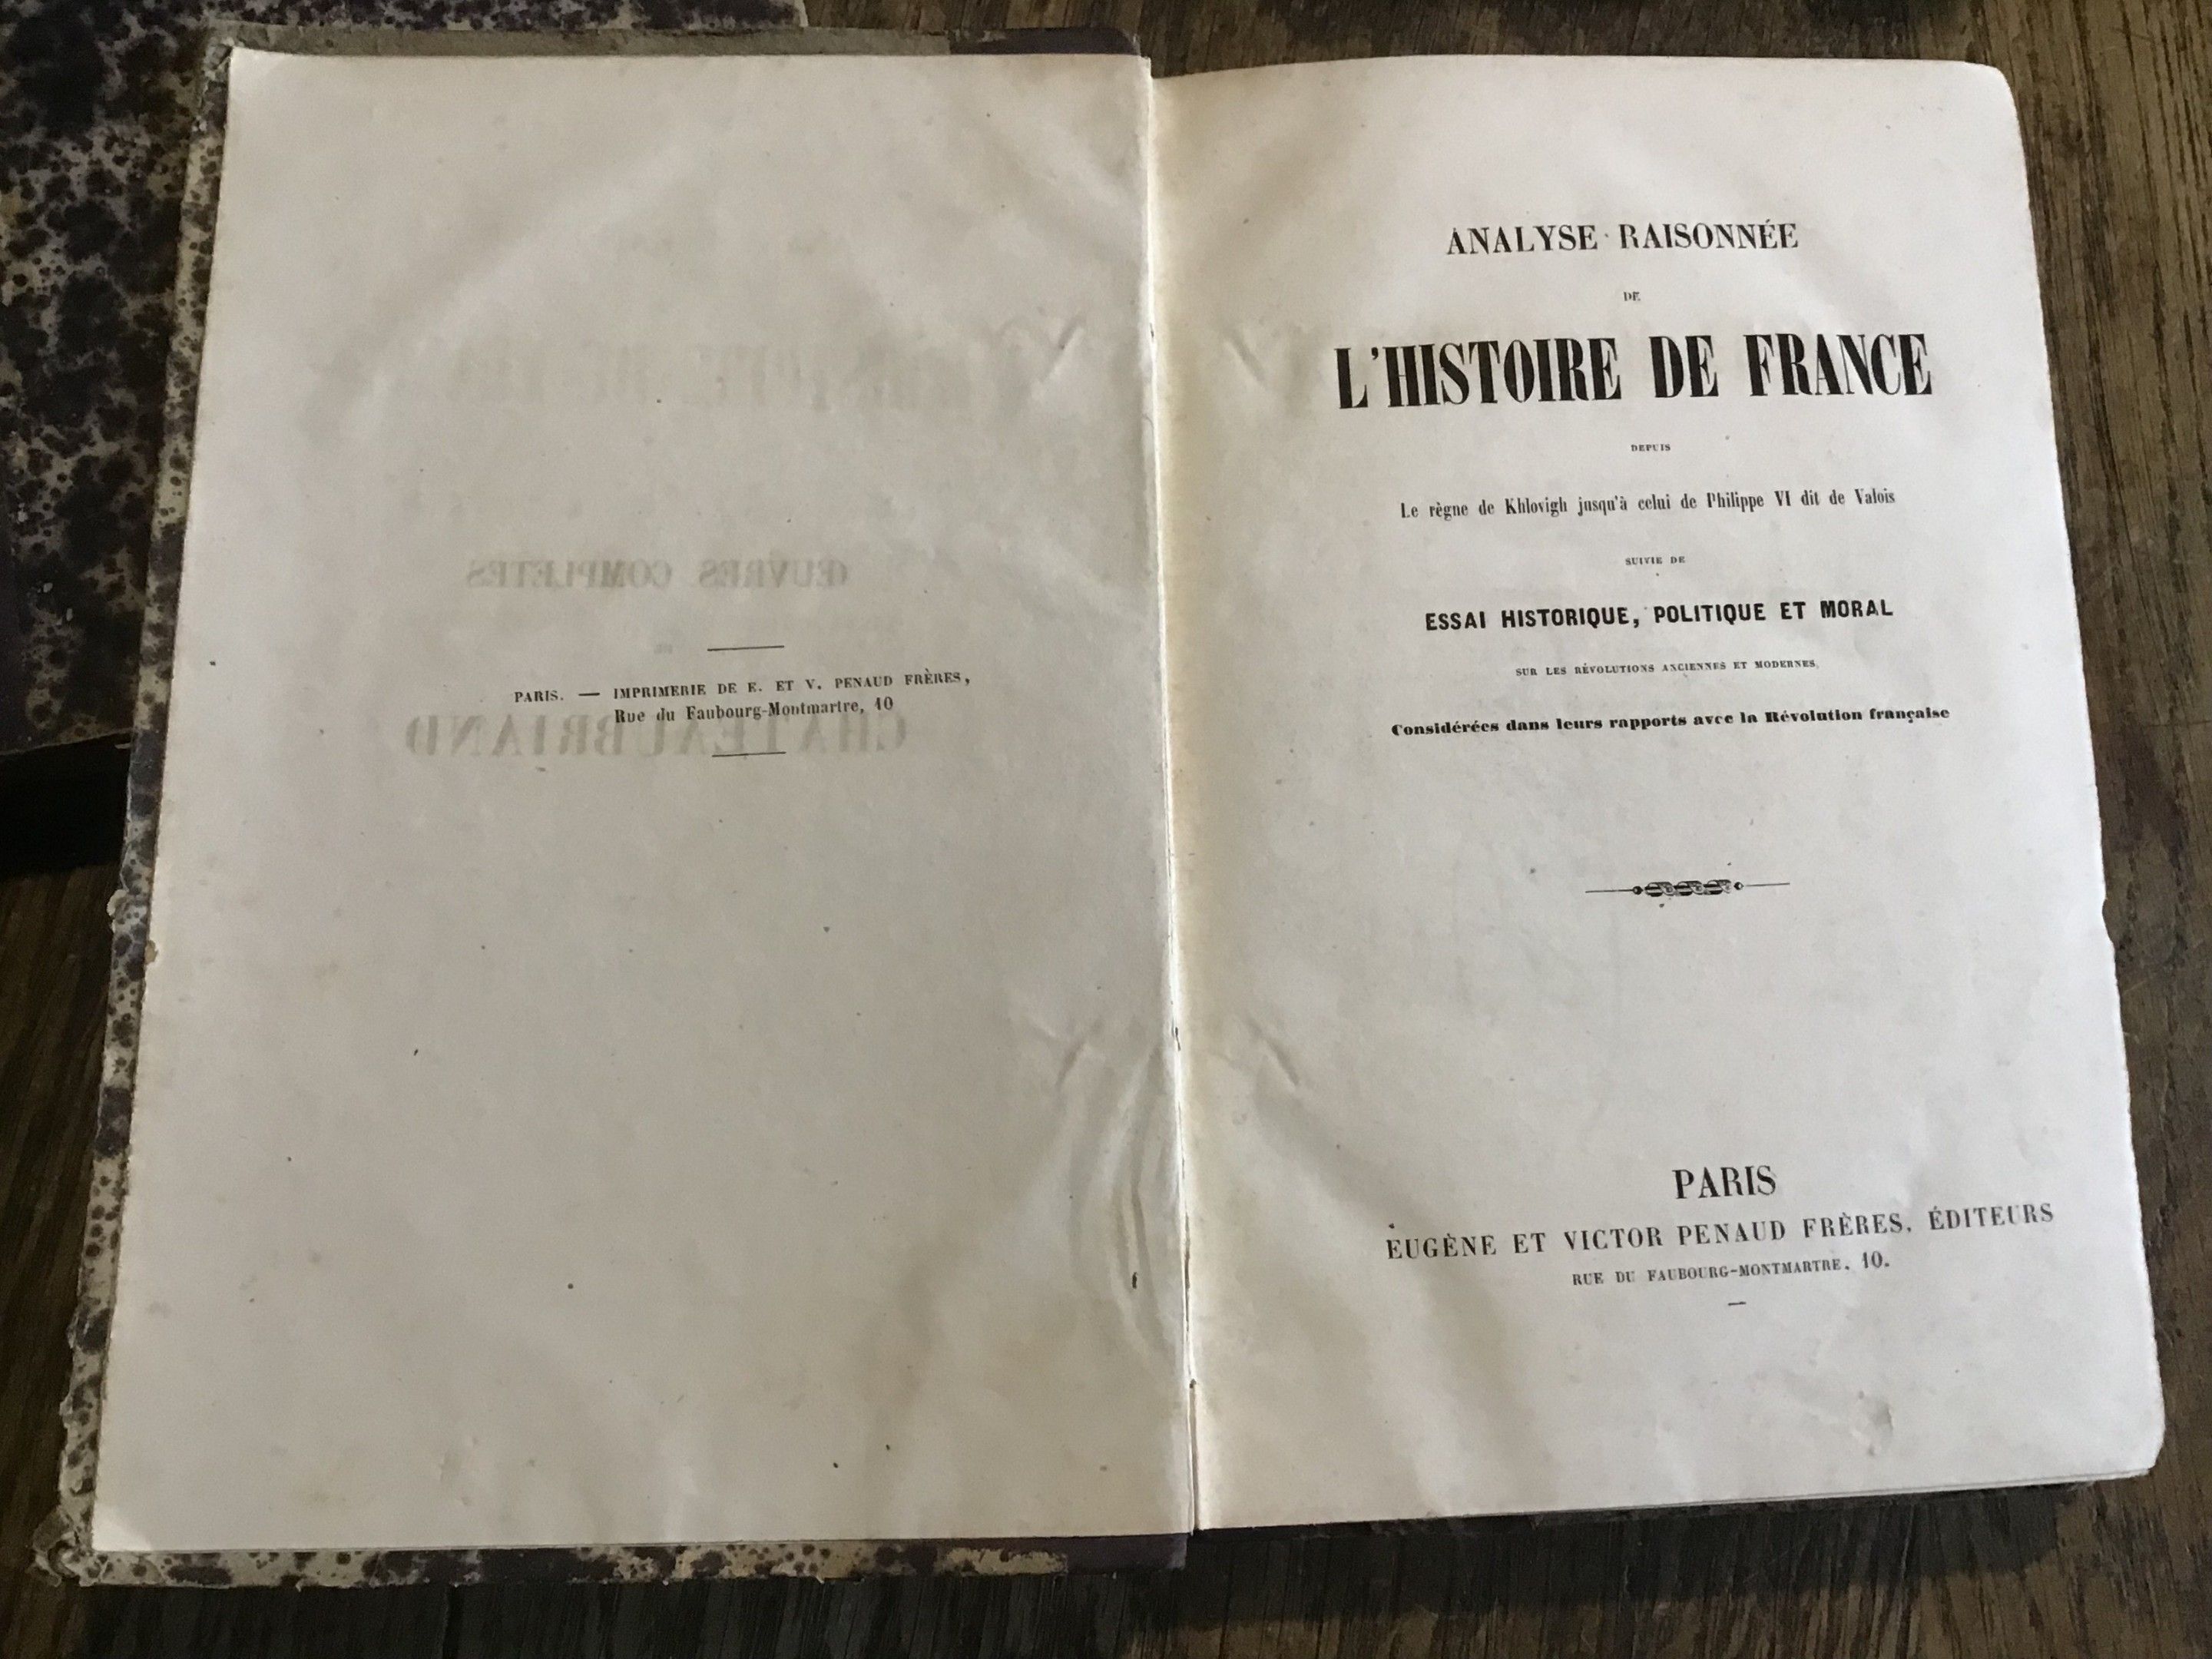 ŒUVRES COMPLÈTES
CHATEAUBRIAND
PARIS. — IMPRIMERIE DE E. ET V. PENAUD FRÈRES,
Rue du Faubourg-Montmartre, 10
ANALYSE RAISONNÉE
DE
L'HISTOIRE DE FRANCE
DEPUIS
Le règne de Khlovigh jusqu'à celui de Philippe VI dit de Valois
SUIVIE DE
ESSAI HISTORIQUE, POLITIQUE ET MORAL
SUR LES RÉVOLUTIONS ANCIENNES ET MODERNES
Considérées dans leurs rapports avec la Révolution française
PARIS
EUGÈNE ET VICTOR PENAUD FRÈRES, ÉDITEURS
RUE DU FAUBOURG-MONTMARTRE, 10.